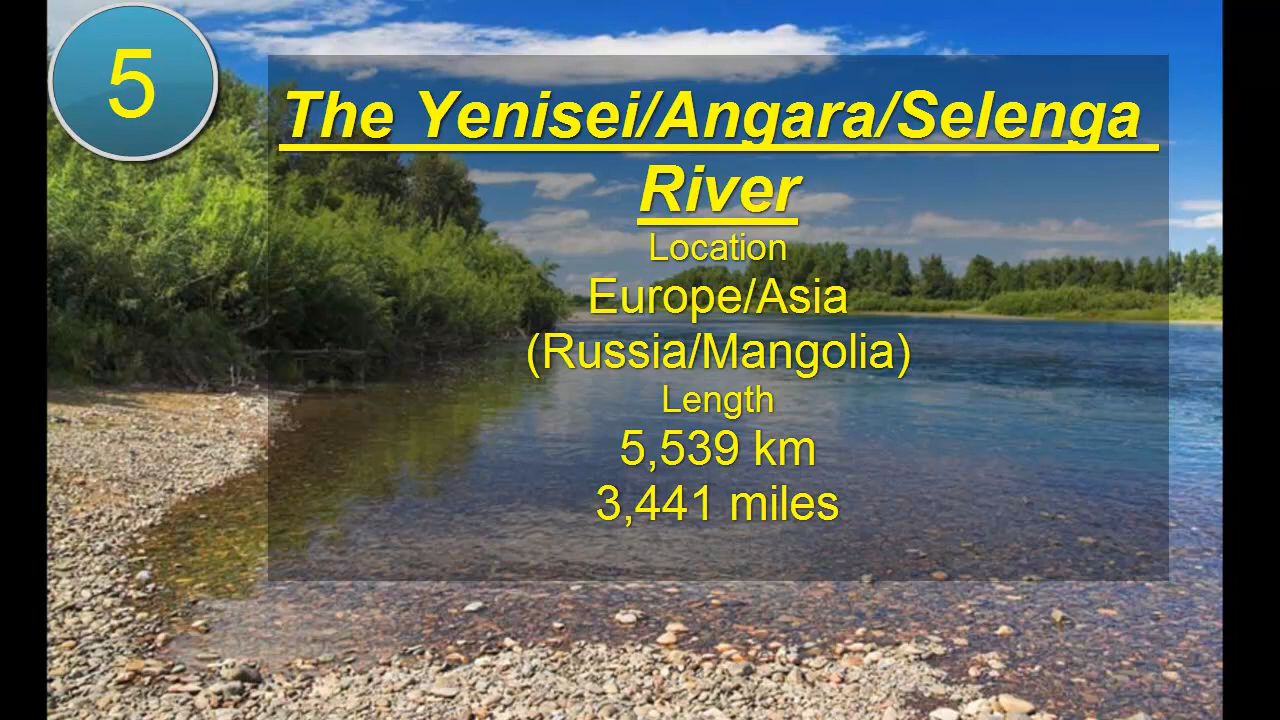 5
The Yenisei/Angara/Selenga
River
Location
Europe/Asia
(Russia/Mangolia)
Length
5,539 km
3,441 miles